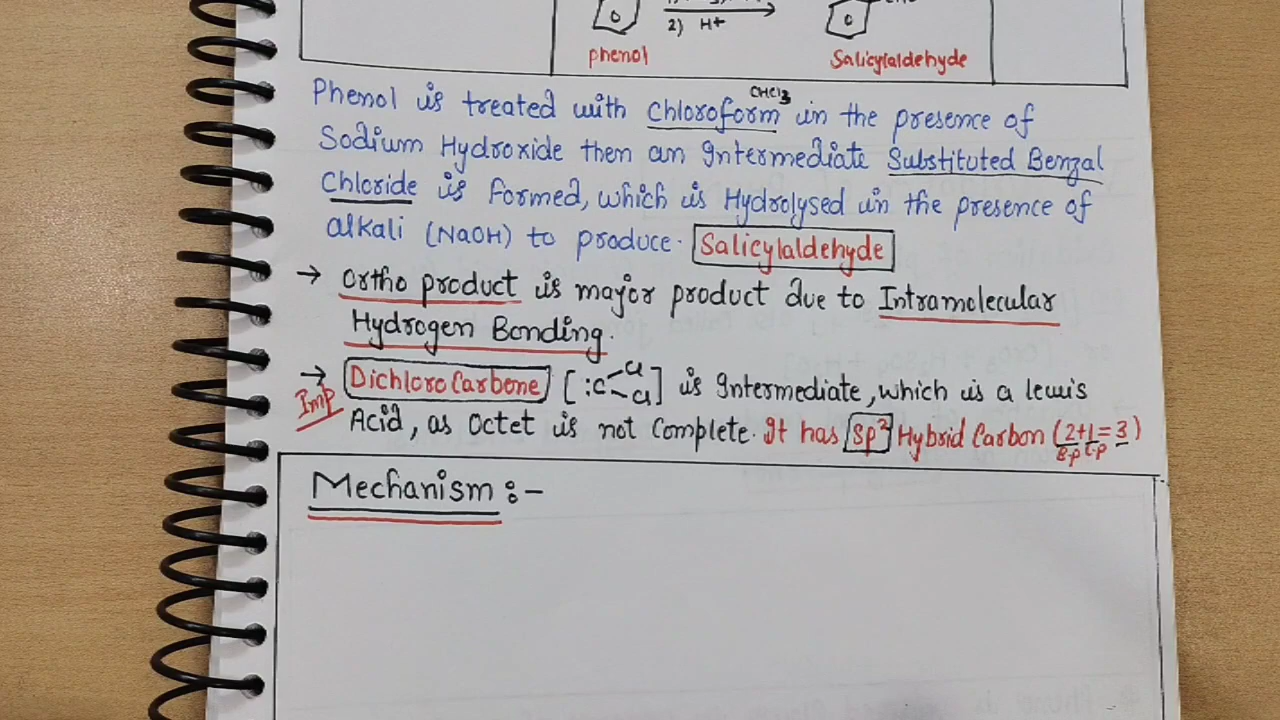 2) H+
phenol
Salicylaldehyde
CHCl3
Phenol is treated with Chloroform in the presence of
Sodium Hydroxide then an Intermediate Substituted Benzal
Chloride is formed, which is Hydrolysed in the presence of
alkali (NaOH) to produce. Salicylaldehyde
→ Ortho product is major product due to Intramolecular
Hydrogen Bonding.
→ Dichlorocarbene [:C Cl Cl] is Intermediate, which is a lewis
Imp
Acid, as Octet is not Complete. It has sp² Hybrid Carbon (2+1=3)
B.p L.p
Mechanism :-